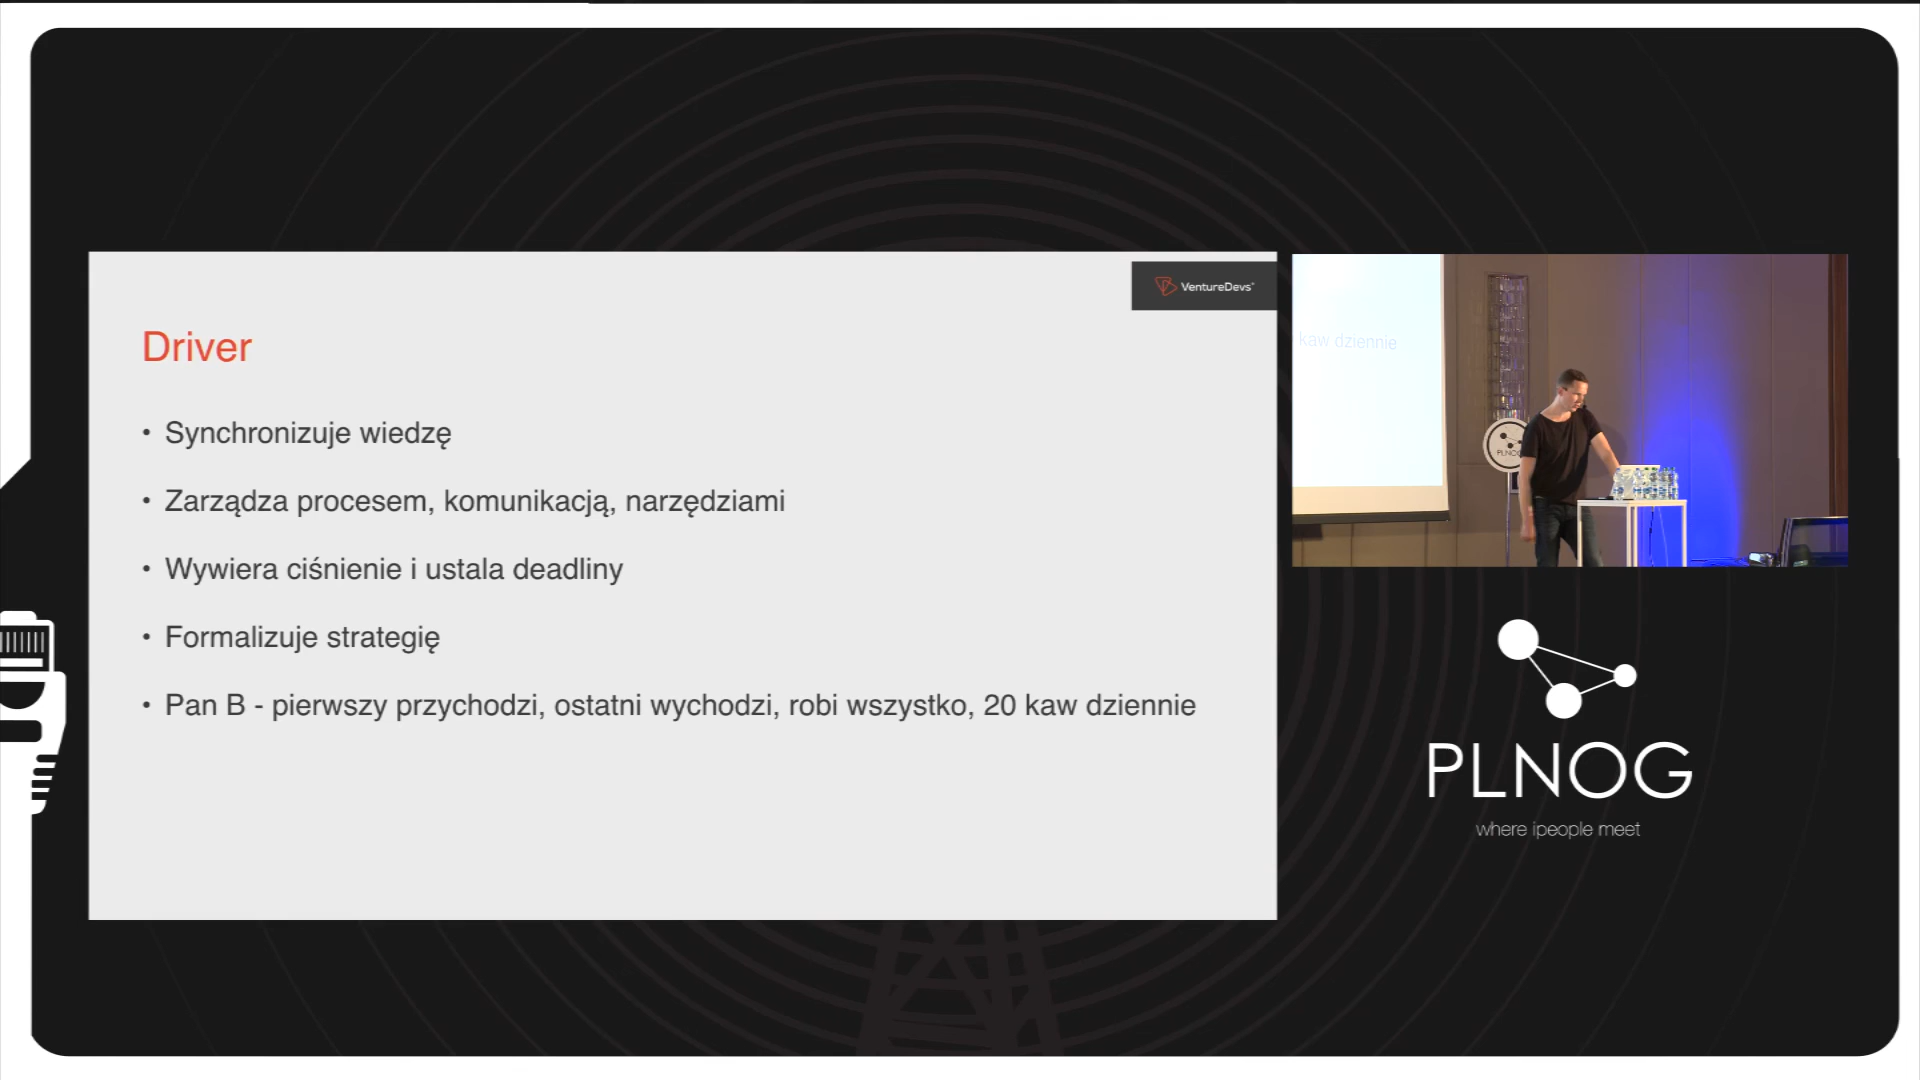 VentureDevs
Driver
• Synchronizuje wiedzę
• Zarządza procesem, komunikacją, narzędziami
• Wywiera ciśnienie i ustala deadliny
• Formalizuje strategię
• Pan B - pierwszy przychodzi, ostatni wychodzi, robi wszystko, 20 kaw dziennie
kaw dziennie
PLNOG
PLNOG
where ipeople meet